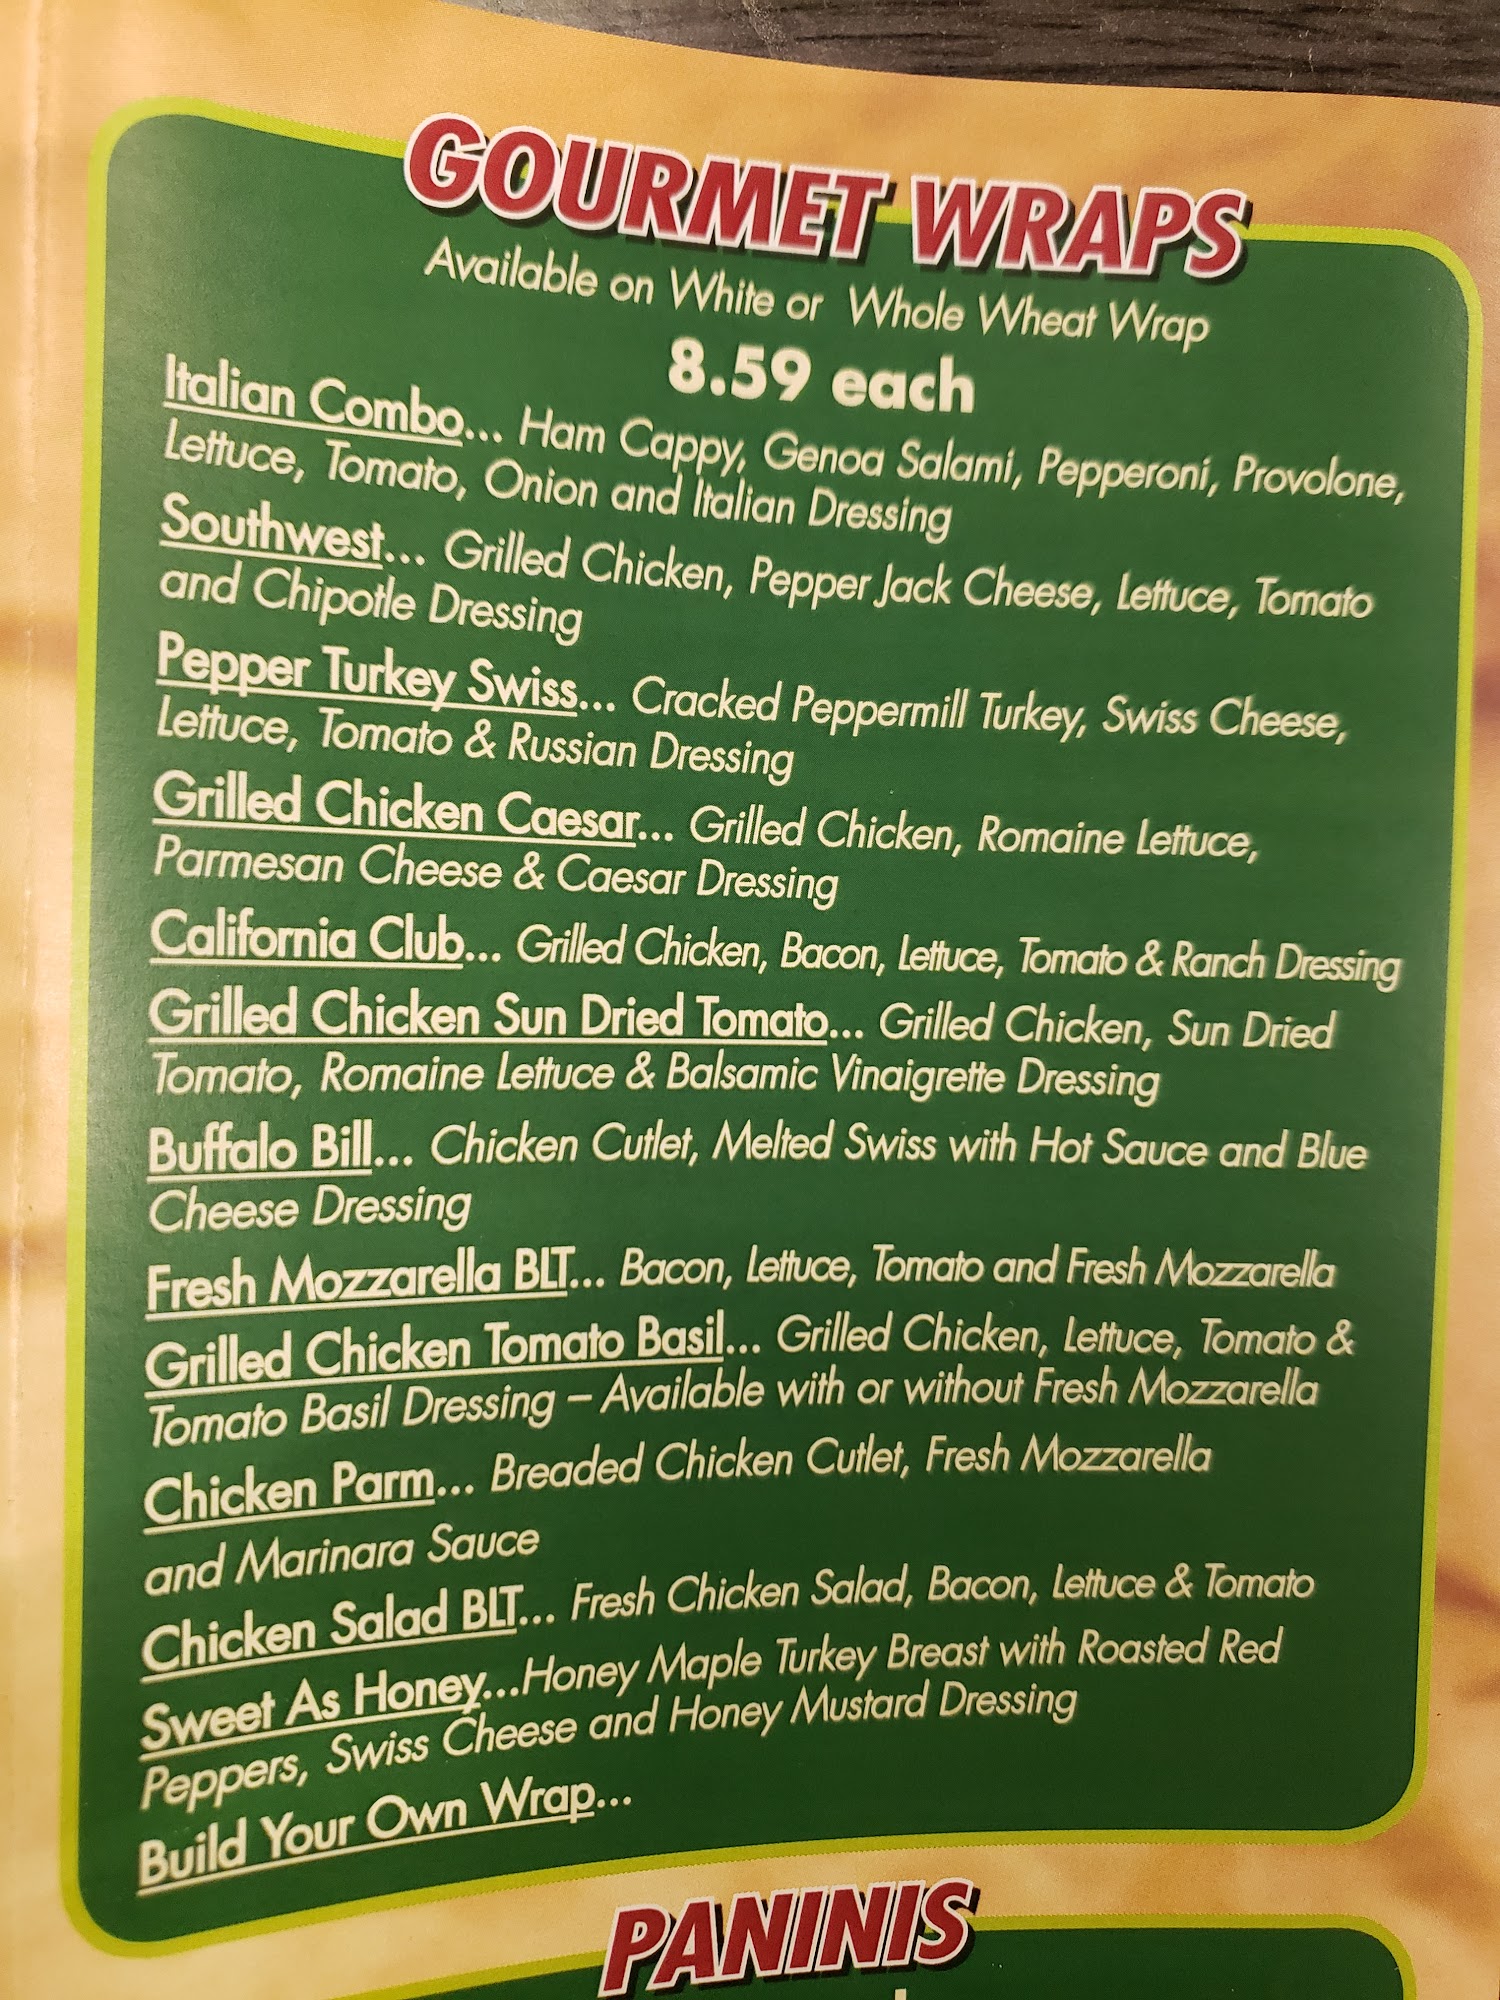 GOURMET WRAPS
Available on White or Whole Wheat Wrap
8.59 each
Italian Combo... Ham Cappy, Genoa Salami, Pepperoni, Provolone,
Lettuce, Tomato, Onion and Italian Dressing
Southwest... Grilled Chicken, Pepper Jack Cheese, Lettuce, Tomato
and Chipotle Dressing
Pepper Turkey Swiss... Cracked Peppermill Turkey, Swiss Cheese,
Lettuce, Tomato & Russian Dressing
Grilled Chicken Caesar... Grilled Chicken, Romaine Lettuce,
Parmesan Cheese & Caesar Dressing
California Club... Grilled Chicken, Bacon, Lettuce, Tomato & Ranch Dressing
Grilled Chicken Sun Dried Tomato... Grilled Chicken, Sun Dried
Tomato, Romaine Lettuce & Balsamic Vinaigrette Dressing
Buffalo Bill... Chicken Cutlet, Melted Swiss with Hot Sauce and Blue
Cheese Dressing
Fresh Mozzarella BLT... Bacon, Lettuce, Tomato and Fresh Mozzarella
Grilled Chicken Tomato Basil... Grilled Chicken, Lettuce, Tomato &
Tomato Basil Dressing – Available with or without Fresh Mozzarella
Chicken Parm... Breaded Chicken Cutlet, Fresh Mozzarella
and Marinara Sauce
Chicken Salad BLT... Fresh Chicken Salad, Bacon, Lettuce & Tomato
Sweet As Honey...Honey Maple Turkey Breast with Roasted Red
Peppers, Swiss Cheese and Honey Mustard Dressing
Build Your Own Wrap...
PANINIS